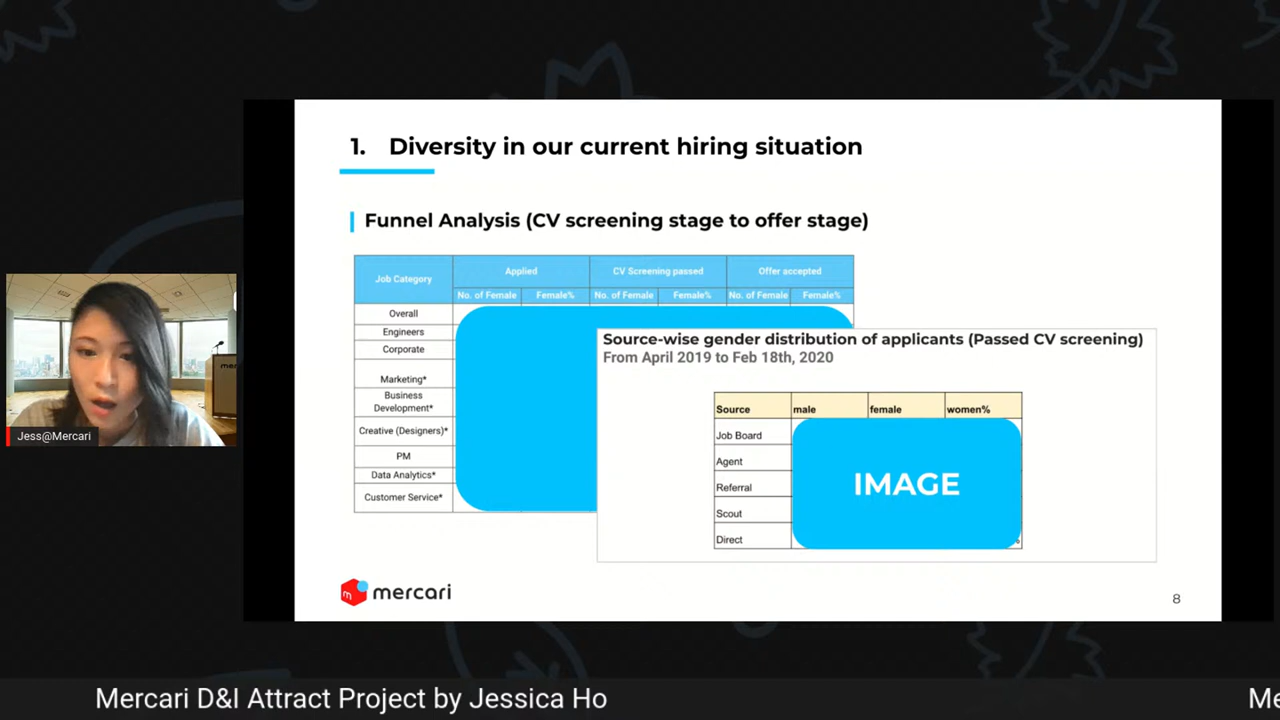 1. Diversity in our current hiring situation
Funnel Analysis (CV screening stage to offer stage)
Job Category
Applied
CV Screening passed
Offer accepted
No. of Female
Female%
No. of Female
Female%
No. of Female
Female%
Overall
Engineers
Corporate
Marketing*
Business
Development*
Creative (Designers)*
PM
Data Analytics*
Customer Service*
Source-wise gender distribution of applicants (Passed CV screening)
From April 2019 to Feb 18th, 2020
Source
male
female
women%
Job Board
Agent
Referral
Scout
Direct
IMAGE
%
mercari
8
mer
Jess@Mercari
Mercari D&I Attract Project by Jessica Ho
Me